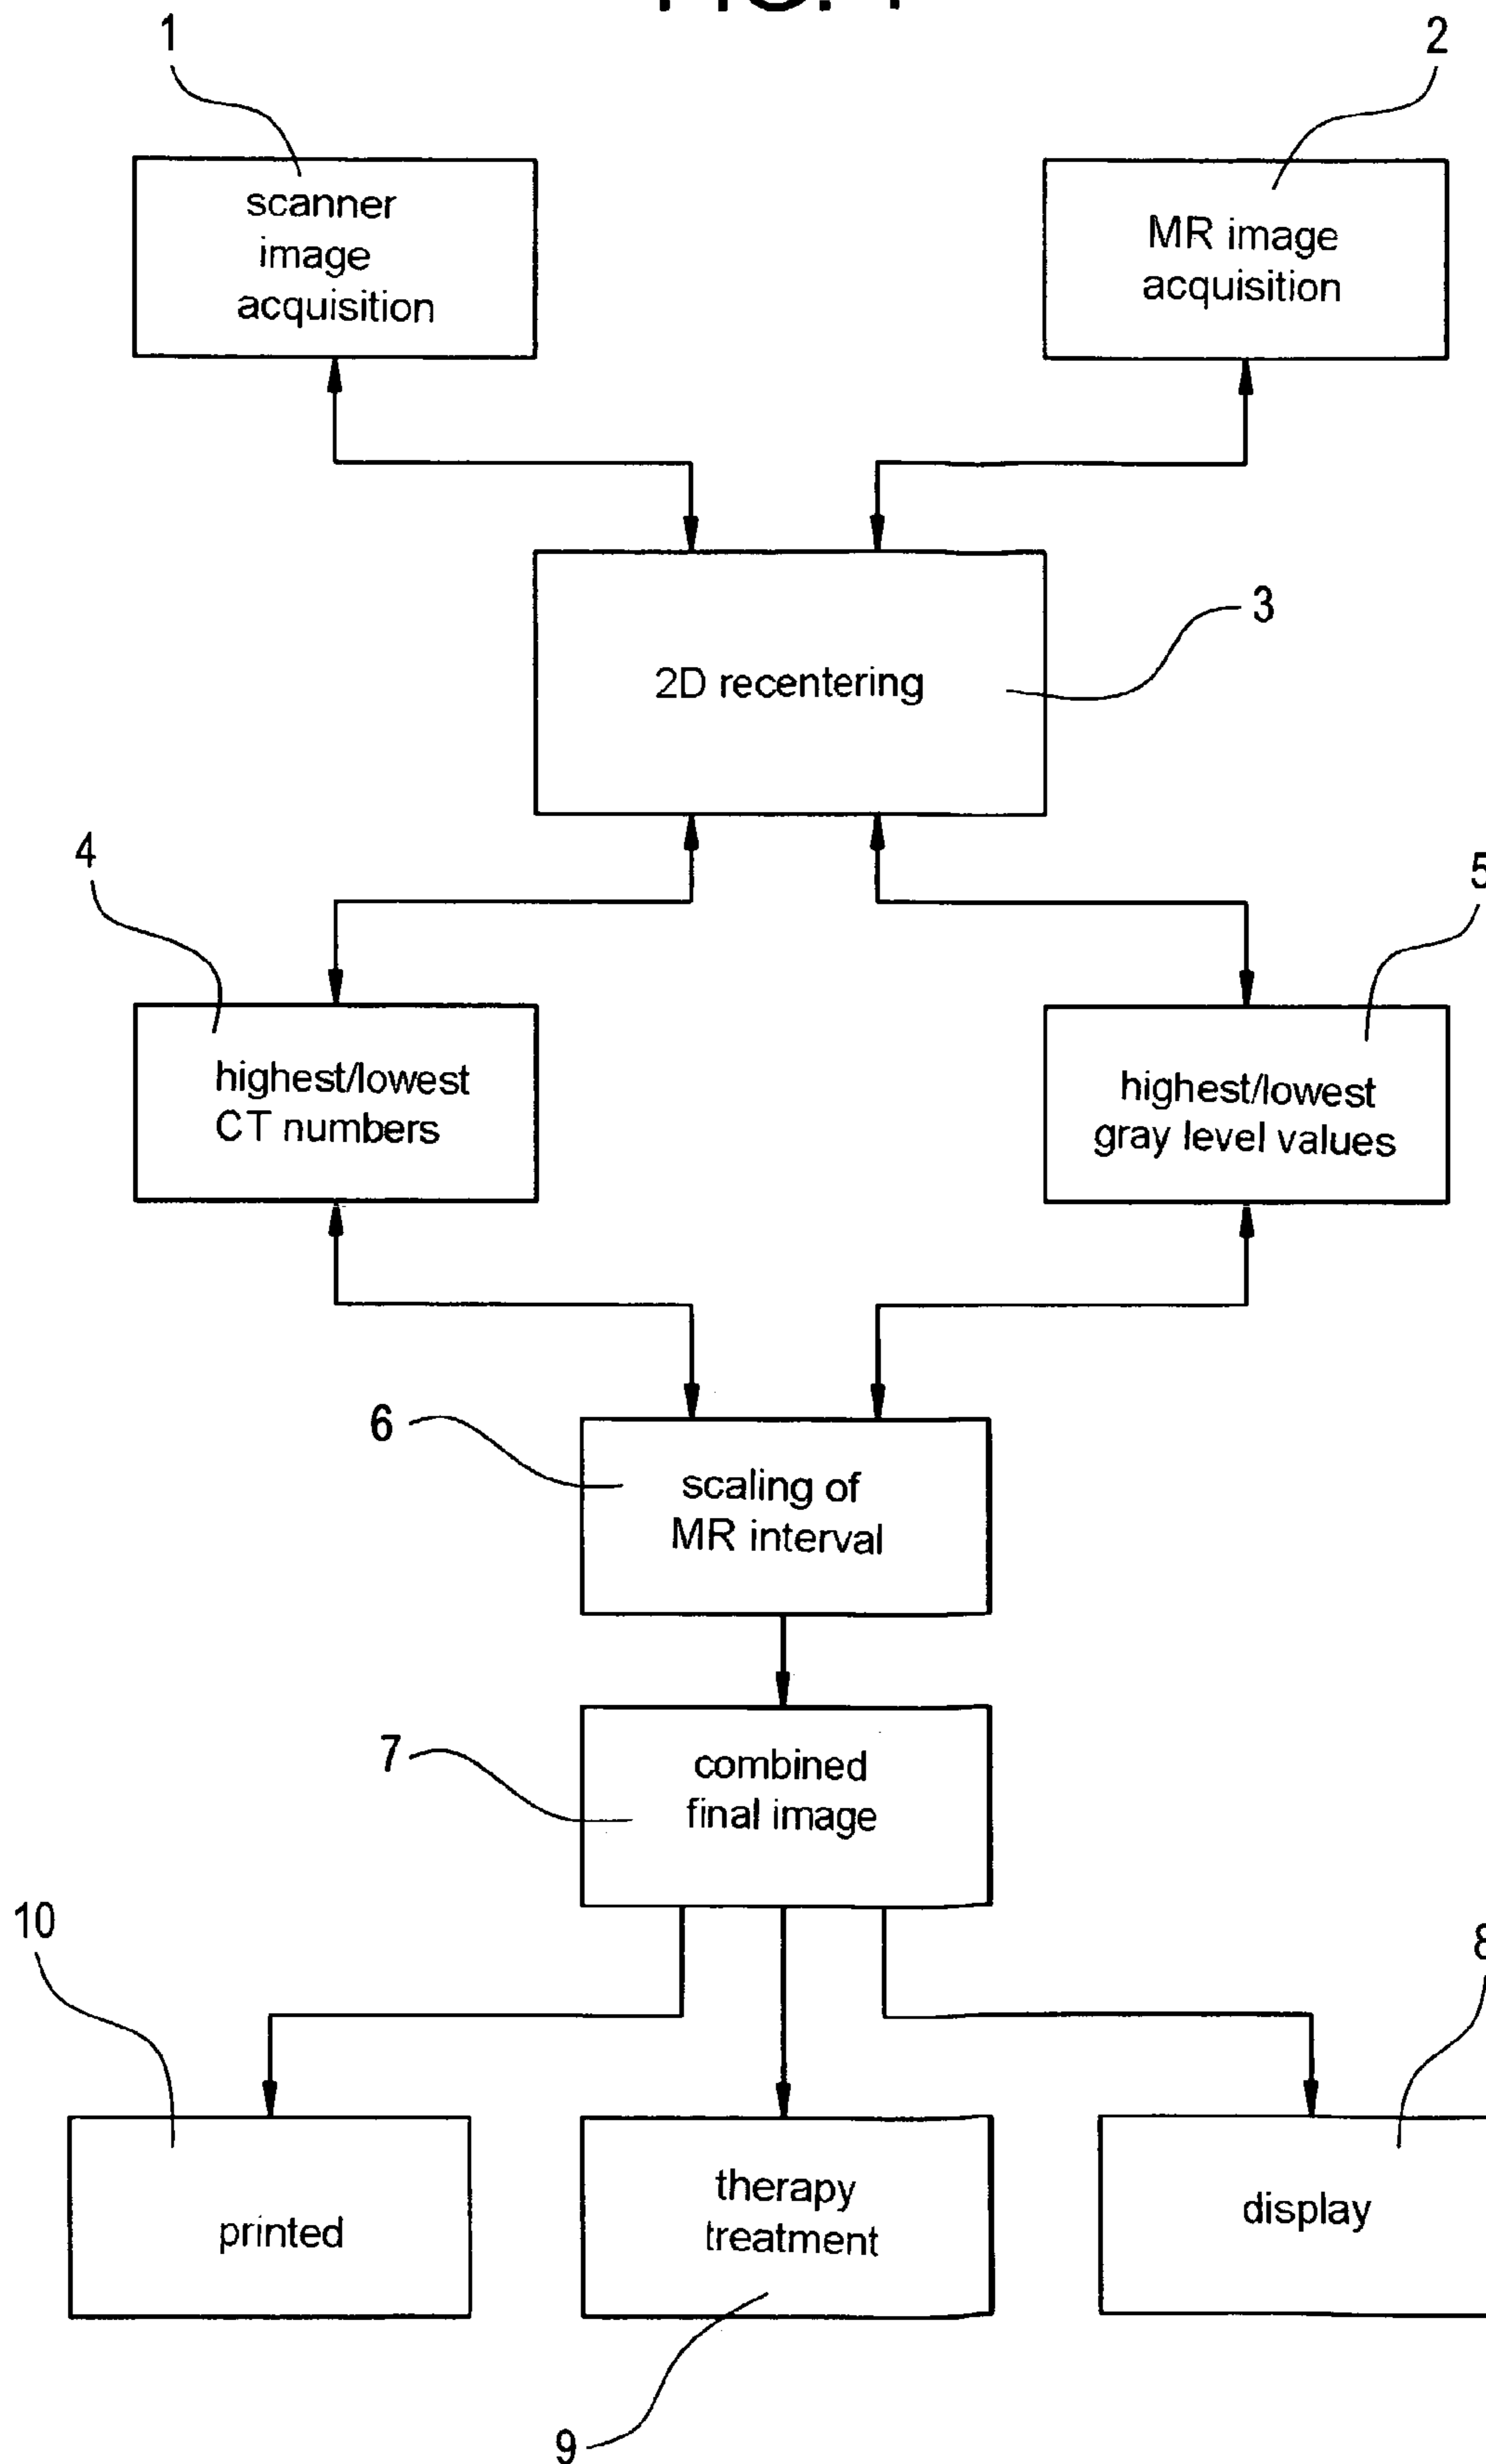 1
2
scanner
image
acquisition
MR image
acquisition
2D recentering
3
4
5
highest/lowest
CT numbers
highest/lowest
gray level values
6
scaling of
MR interval
7
combined
final image
10
8
printed
therapy
treatment
display
9